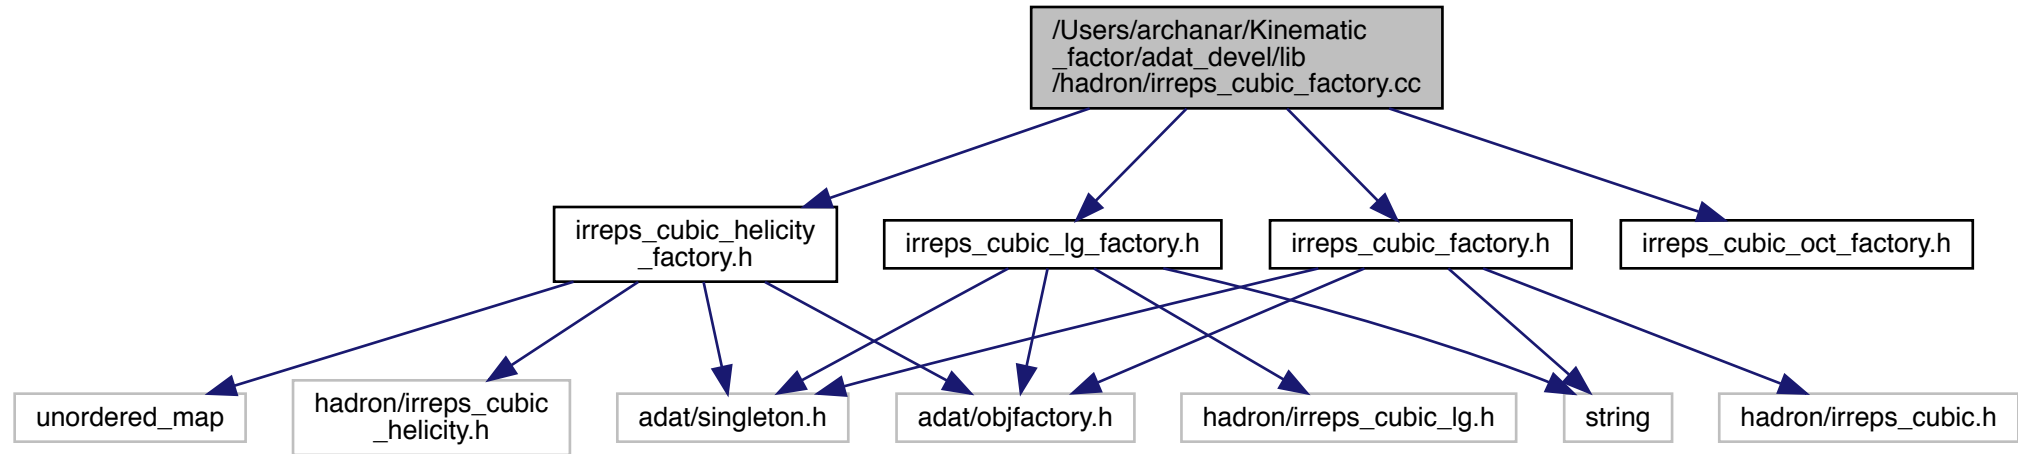 /Users/archanar/Kinematic
_factor/adat_devel/lib
/hadron/irreps_cubic_factory.cc
irreps_cubic_helicity
_factory.h
irreps_cubic_lg_factory.h
irreps_cubic_factory.h
irreps_cubic_oct_factory.h
unordered_map
hadron/irreps_cubic
_helicity.h
adat/singleton.h
adat/objfactory.h
hadron/irreps_cubic_lg.h
string
hadron/irreps_cubic.h